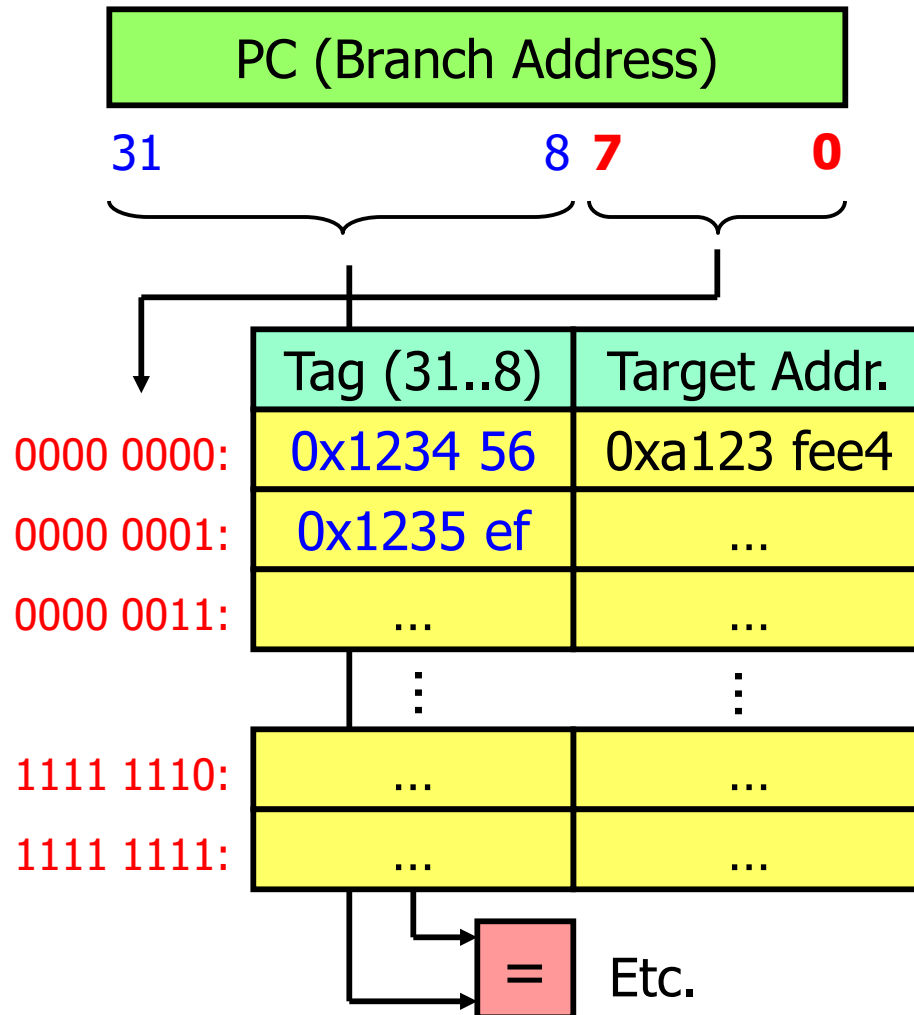 PC (Branch Address)
31 8 7 0
Tag (31..8) Target Addr.
0000 0000: 0x1234 56 0xa123 fee4
0000 0001: 0x1235 ef ...
0000 0011: ... ...
⋮ ⋮
1111 1110: ... ...
1111 1111: ... ...
= Etc.